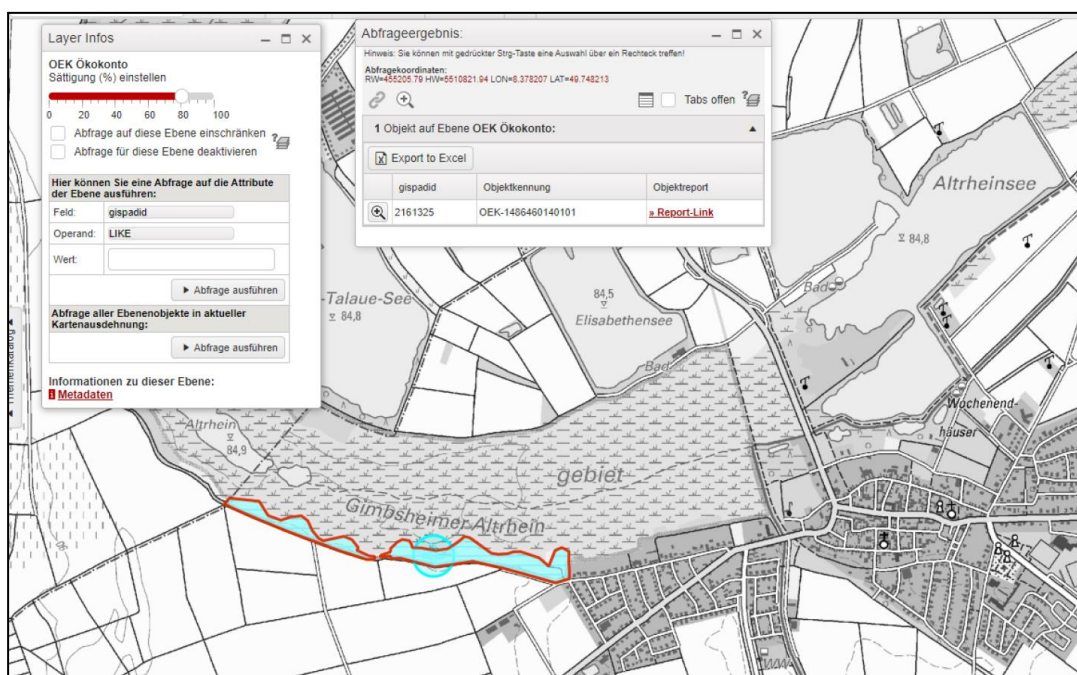 Layer Infos
OEK Ökokonto
Sättigung (%) einstellen
0 20 40 60 80 100
Abfrage auf diese Ebene einschränken
Abfrage für diese Ebene deaktivieren
Hier können Sie eine Abfrage auf die Attribute
der Ebene ausführen:
Feld: gispadid
Operand: LIKE
Wert:
Abfrage ausführen
Abfrage aller Ebenenobjekte in aktueller
Kartenausdehnung:
Abfrage ausführen
Informationen zu dieser Ebene:
Metadaten
Abfrageergebnis:
Hinweis: Sie können mit gedrückter Strg-Taste eine Auswahl über ein Rechteck treffen!
Abfragekoordinaten:
RW=455205.79 HW=5510821.94 LON=8.378207 LAT=49.748213
Tabs offen
1 Objekt auf Ebene OEK Ökokonto:
Export to Excel
gispadid Objektkennung Objektreport
2161325 OEK-1486460140101 » Report-Link
Themenkatalog
Altrheinsee
84,8
Bad
-Talaue-See
84,8
84,5
Elisabethensee
Bad
Wochenend-
häuser
Altrhein
84,9
gebiet
Gimbsheimer Altrhein
WW